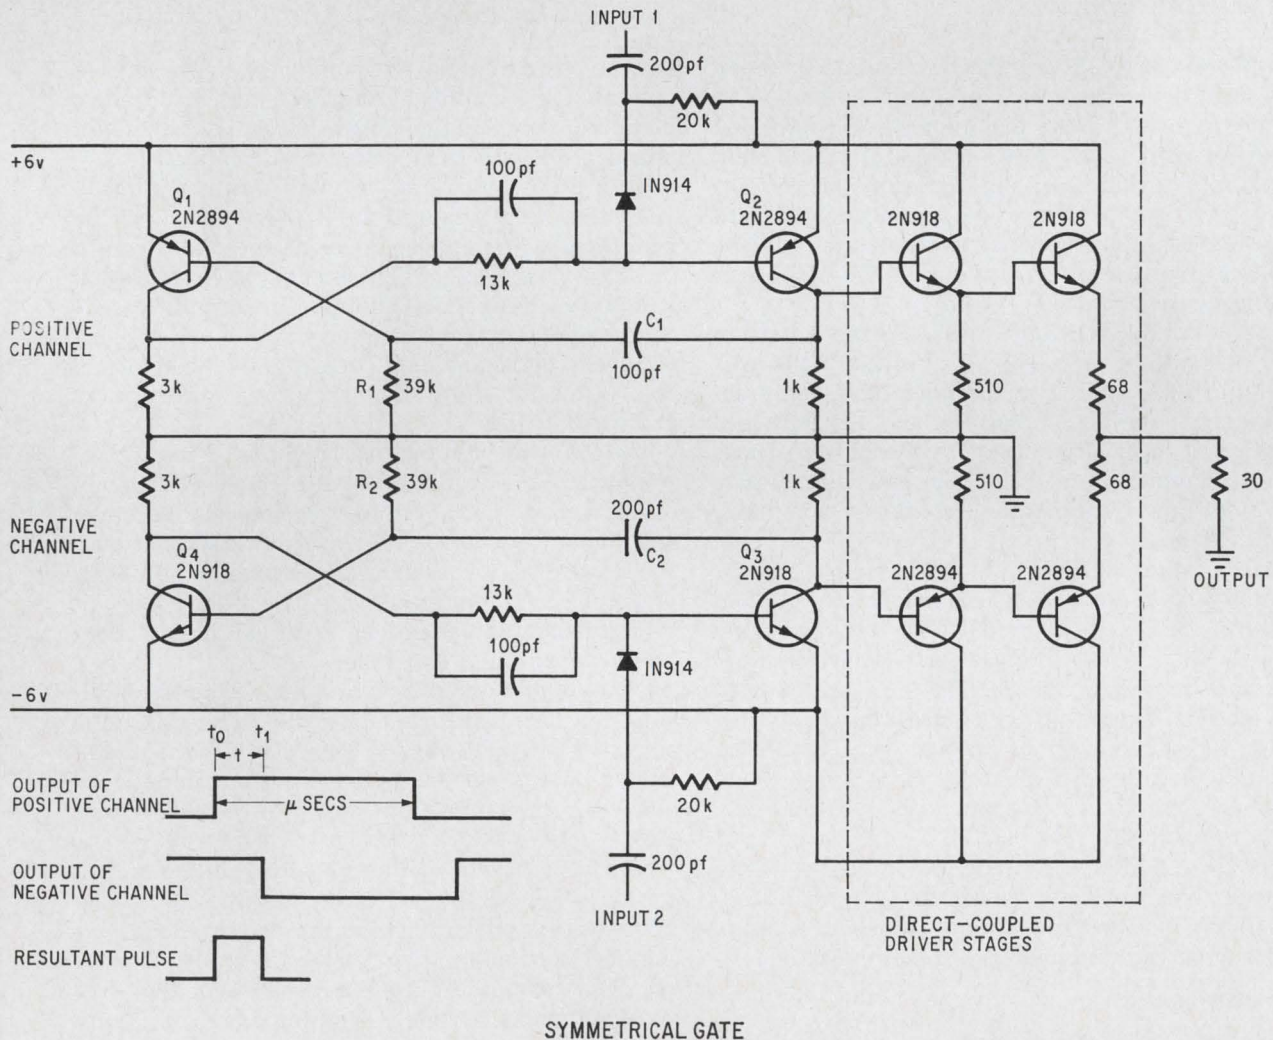 INPUT 1
200pf
20k
+6v
100pf
IN914
Q1
2N2894
Q2
2N2894
2N918
2N918
13k
POSITIVE
CHANNEL
C1
100pf
3k
R1
39k
1k
510
68
3k
R2
39k
1k
510
68
30
NEGATIVE
CHANNEL
200pf
C2
Q4
2N918
Q3
2N918
2N2894
2N2894
OUTPUT
13k
100pf
IN914
-6v
t0
t
t1
OUTPUT OF
POSITIVE CHANNEL
μ SECS
20k
OUTPUT OF
NEGATIVE CHANNEL
200pf
INPUT 2
DIRECT-COUPLED
DRIVER STAGES
RESULTANT PULSE
SYMMETRICAL GATE